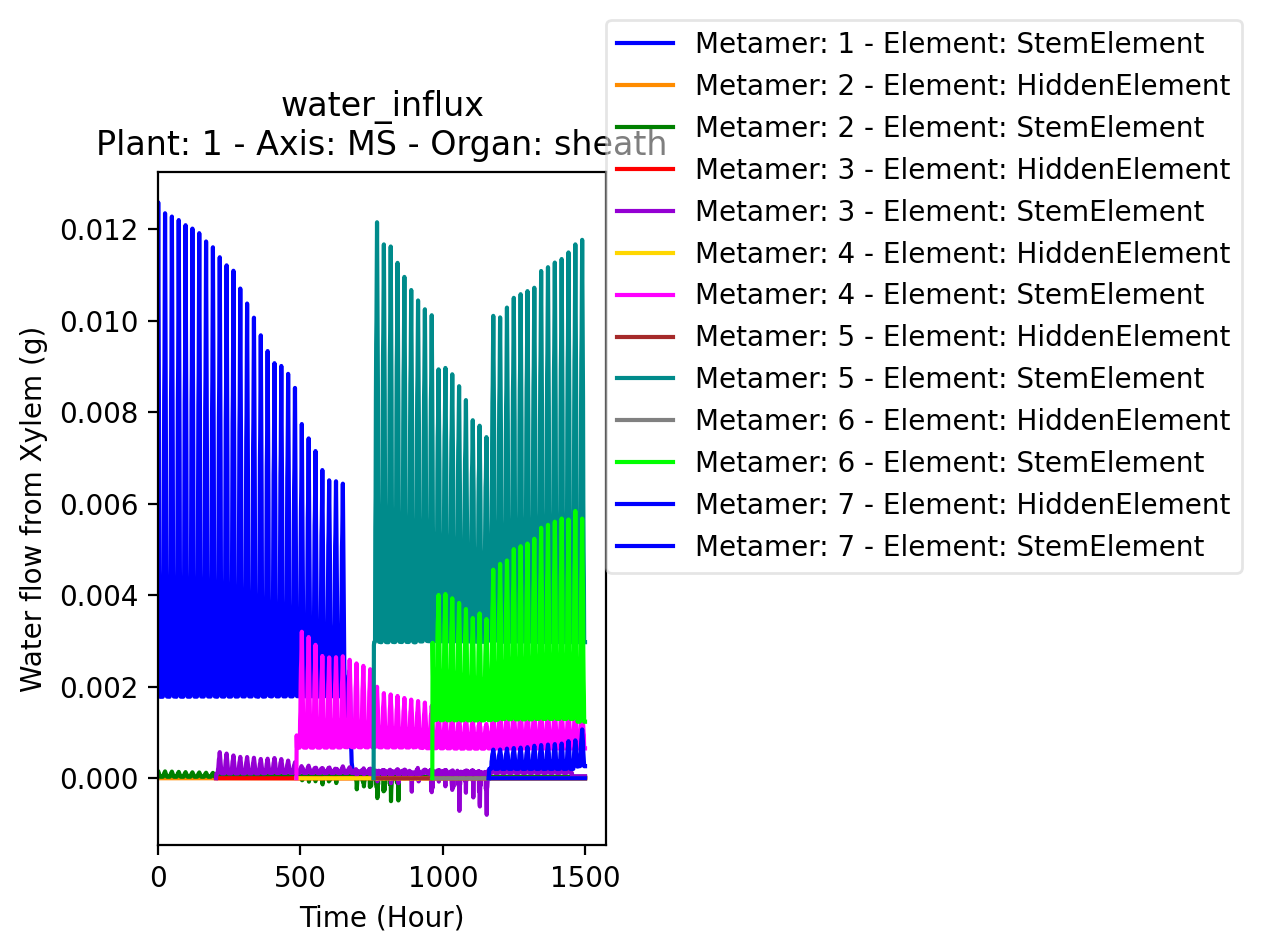 water_influx
Plant: 1 - Axis: MS - Organ: sheath
Metamer: 1 - Element: StemElement
Metamer: 2 - Element: HiddenElement
Metamer: 2 - Element: StemElement
Metamer: 3 - Element: HiddenElement
Metamer: 3 - Element: StemElement
Metamer: 4 - Element: HiddenElement
Metamer: 4 - Element: StemElement
Metamer: 5 - Element: HiddenElement
Metamer: 5 - Element: StemElement
Metamer: 6 - Element: HiddenElement
Metamer: 6 - Element: StemElement
Metamer: 7 - Element: HiddenElement
Metamer: 7 - Element: StemElement
Water flow from Xylem (g)
0.012
0.010
0.008
0.006
0.004
0.002
0.000
0 500 1000 1500
Time (Hour)